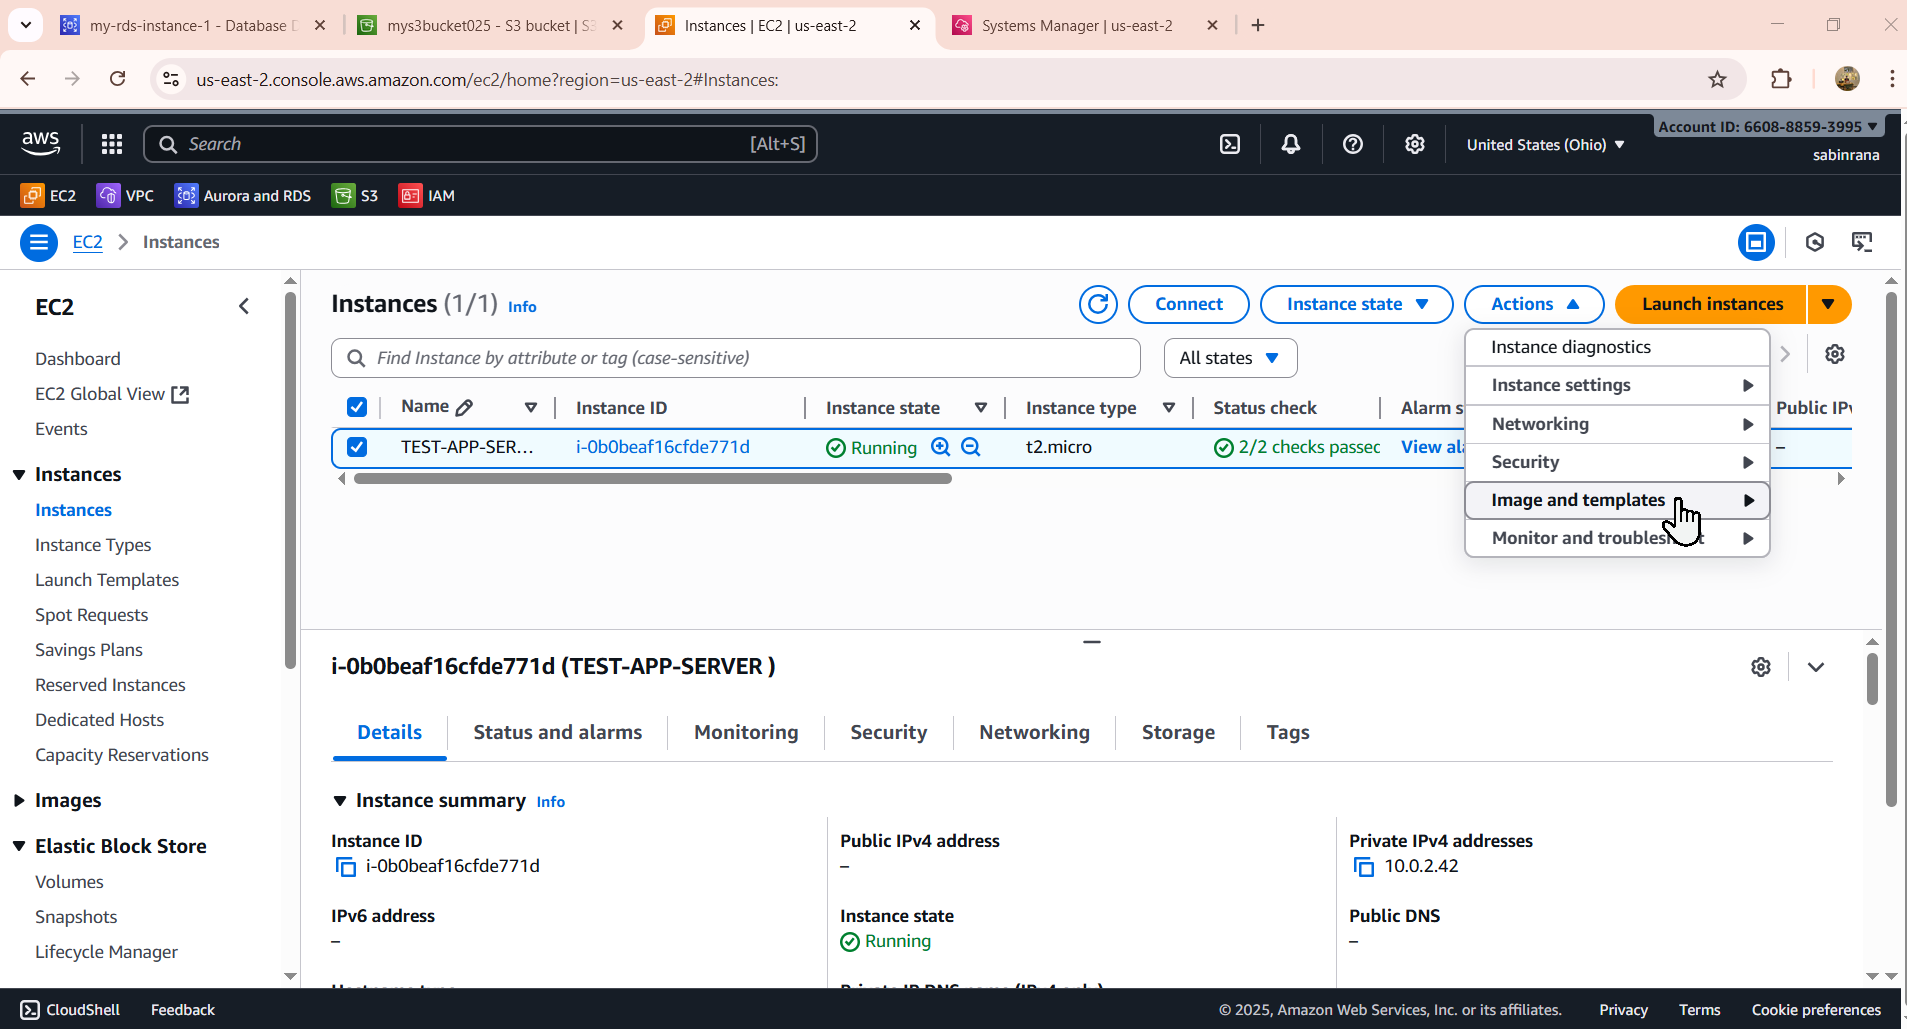 my-rds-instance-1 - Database D
mys3bucket025 - S3 bucket | S3
Instances | EC2 | us-east-2
Systems Manager | us-east-2
us-east-2.console.aws.amazon.com/ec2/home?region=us-east-2#Instances:
aws
Search
[Alt+S]
United States (Ohio)
Account ID: 6608-8859-3995
sabinrana
EC2
VPC
Aurora and RDS
S3
IAM
EC2
Instances
EC2
Dashboard
EC2 Global View
Events
Instances
Instances
Instance Types
Launch Templates
Spot Requests
Savings Plans
Reserved Instances
Dedicated Hosts
Capacity Reservations
Images
Elastic Block Store
Volumes
Snapshots
Lifecycle Manager
Instances (1/1) Info
Connect
Instance state
Actions
Launch instances
Find Instance by attribute or tag (case-sensitive)
All states
Instance diagnostics
Instance settings
Networking
Security
Image and templates
Monitor and troubles
Name
Instance ID
Instance state
Instance type
Status check
Alarm s
Public IPv
TEST-APP-SER...
i-0b0beaf16cfde771d
Running
t2.micro
2/2 checks passed
View al
–
i-0b0beaf16cfde771d (TEST-APP-SERVER )
Details
Status and alarms
Monitoring
Security
Networking
Storage
Tags
Instance summary Info
Instance ID
i-0b0beaf16cfde771d
Public IPv4 address
–
Private IPv4 addresses
10.0.2.42
IPv6 address
–
Instance state
Running
Public DNS
–
CloudShell
Feedback
© 2025, Amazon Web Services, Inc. or its affiliates.
Privacy
Terms
Cookie preferences